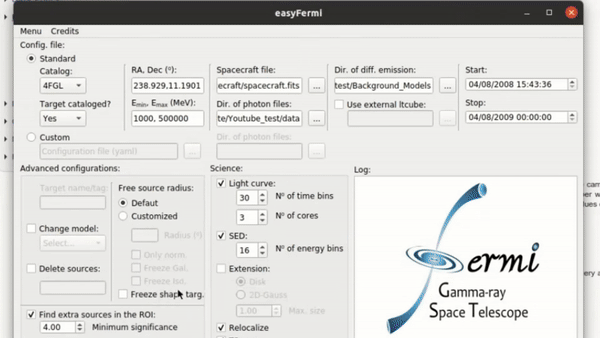 easyFermi
Menu Credits
Config. file:
Standard
Catalog:
4FGL
Target cataloged?
Yes
RA, Dec (º):
238.929,11.1901
Emin, Emax (MeV):
1000, 500000
Spacecraft file:
ecraft/spacecraft.fits ...
Dir. of photon files:
te/Youtube_test/data ...
Dir. of diff. emission:
test/Background_Models ...
Use external ltcube:
...
Start:
04/08/2008 15:43:36
Stop:
04/08/2009 00:00:00
Custom
Configuration file (yaml) ...
Dir. of photon files:
...
Advanced configurations:
Target name/tag:
Change model:
Select...
Delete sources:
Free source radius:
Defaut
Customized
Radius (º)
Only norm.
Freeze Gal.
Freeze Iso.
Freeze shape targ.
Find extra sources in the ROI:
4.00 Minimum significance
Science:
Light curve:
30 Nº of time bins
3 Nº of cores
SED:
16 Nº of energy bins
Extension:
Disk
2D-Gauss
1.00 Max. size
Relocalize
Log:
Fermi
Gamma-ray
Space Telescope